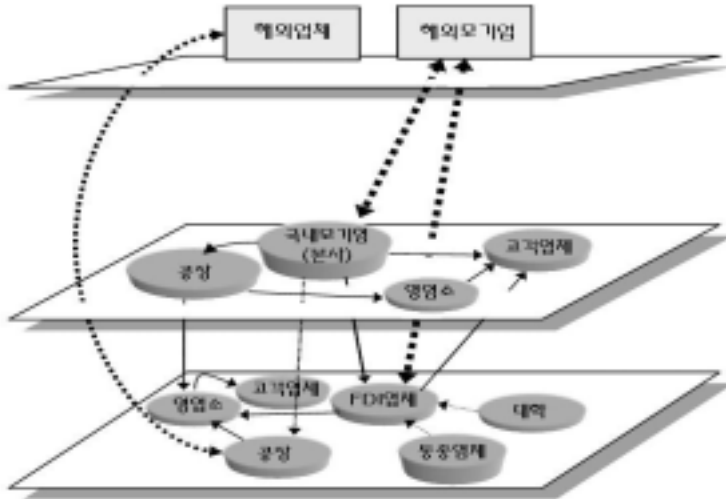 해외업체
해외모기업
국내모기업
(본사)
고객업체
공장
영업소
고객업체
영업소
FDI업체
대학
공장
동종업체